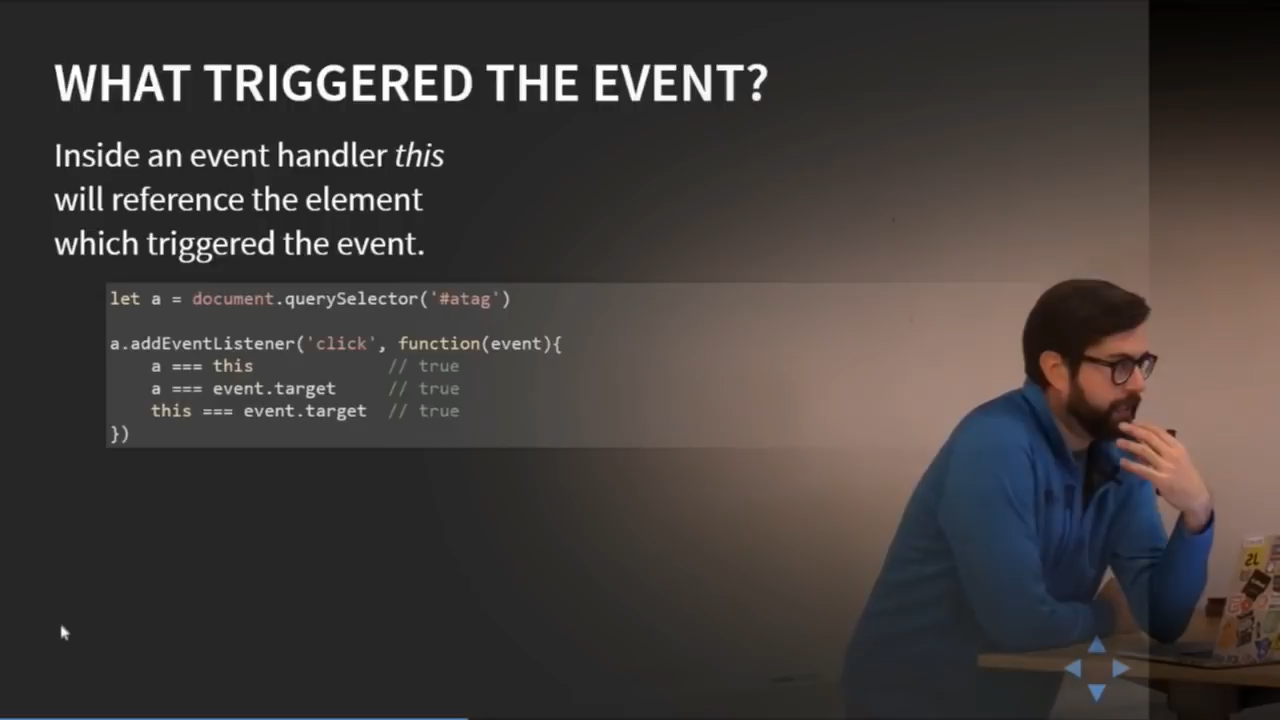 WHAT TRIGGERED THE EVENT?
Inside an event handler this
will reference the element
which triggered the event.
let a = document.querySelector('#atag')
a.addEventListener('click', function(event){
    a === this             // true
    a === event.target     // true
    this === event.target  // true
})